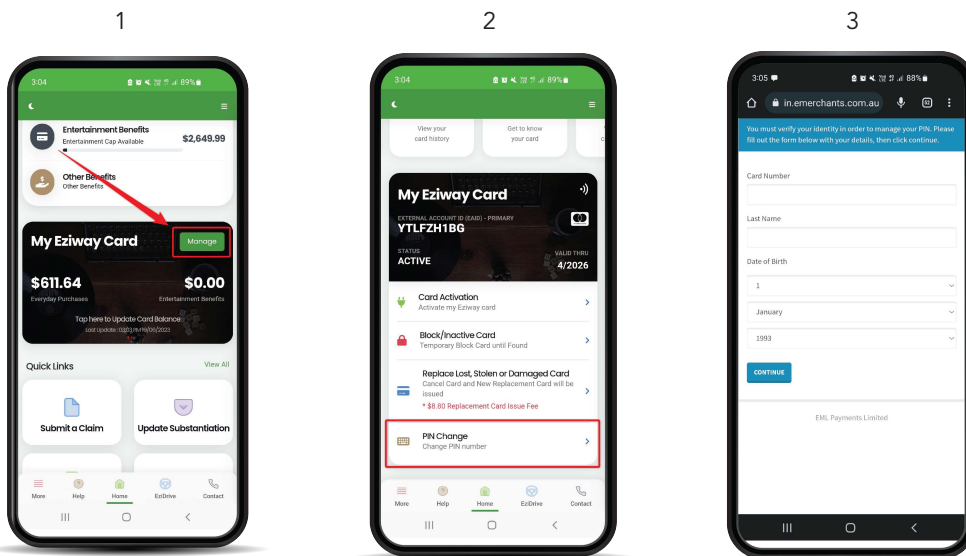 1
2
3
3:04
89%
Entertainment Benefits
Entertainment Cap Available
$2,649.99
Other Benefits
Other Benefits
My Eziway Card
Manage
$611.64
$0.00
Everyday Purchases
Entertainment Benefits
Tap here to Update Card Balance
Quick Links
View All
Submit a Claim
Update Substantiation
More
Help
Home
EziDrive
Contact
3:04
89%
View your
card history
Get to know
your card
My Eziway Card
EXTERNAL ACCOUNT ID (EAID) - PRIMARY
YTLFZH1BG
STATUS
ACTIVE
VALID THRU
4/2026
Card Activation
Activate my Eziway card
Block/Inactive Card
Temporary Block Card until Found
Replace Lost, Stolen or Damaged Card
Cancel Card and New Replacement Card will be
issued
* $8.80 Replacement Card Issue Fee
PIN Change
Change PIN number
More
Help
Home
EziDrive
Contact
3:05
88%
in.emerchants.com.au
You must verify your identity in order to manage your PIN. Please
fill out the form below with your details, then click continue.
Card Number
Last Name
Date of Birth
1
January
1993
CONTINUE
EML Payments Limited